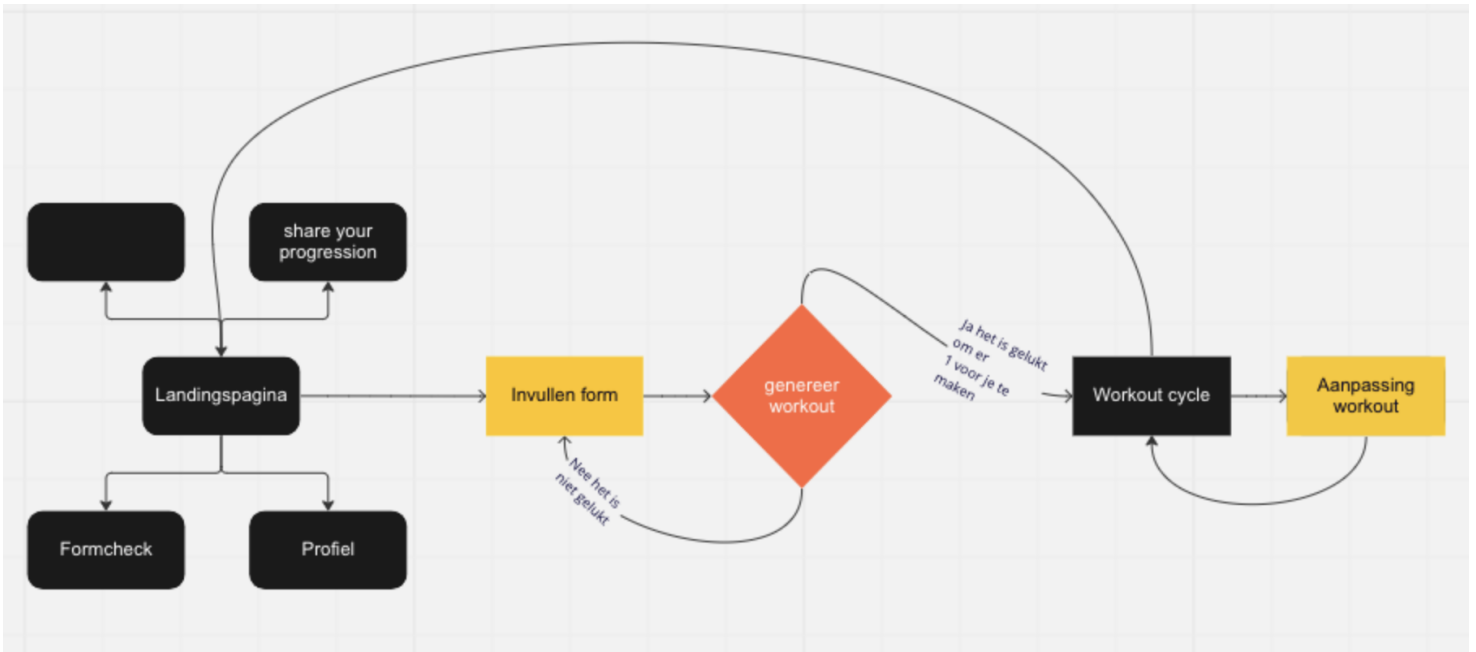 share your
progression
Landingspagina
Formcheck
Profiel
Invullen form
genereer
workout
Nee het is
niet gelukt
Ja het is gelukt
om er
1 voor je te
maken
Workout cycle
Aanpassing
workout